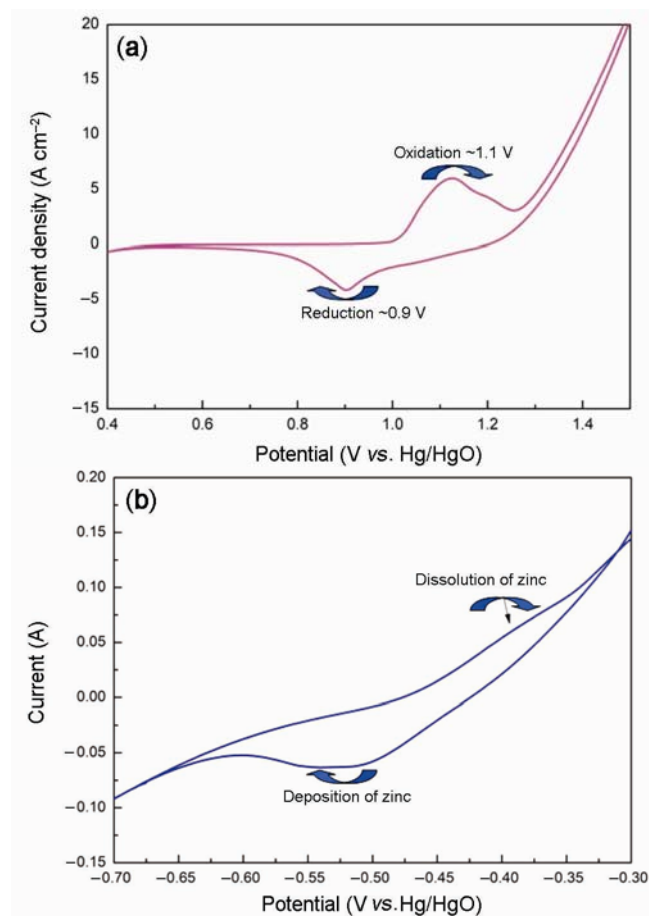 (a)
20
15
10
5
0
–5
–10
–15
Current density (A cm–2)
Oxidation ~1.1 V
Reduction ~0.9 V
0.4 0.6 0.8 1.0 1.2 1.4
Potential (V vs. Hg/HgO)
(b)
0.20
0.15
0.10
0.05
0.00
–0.05
–0.10
–0.15
Current (A)
Dissolution of zinc
Deposition of zinc
–0.70 –0.65 –0.60 –0.55 –0.50 –0.45 –0.40 –0.35 –0.30
Potential (V vs.Hg/HgO)